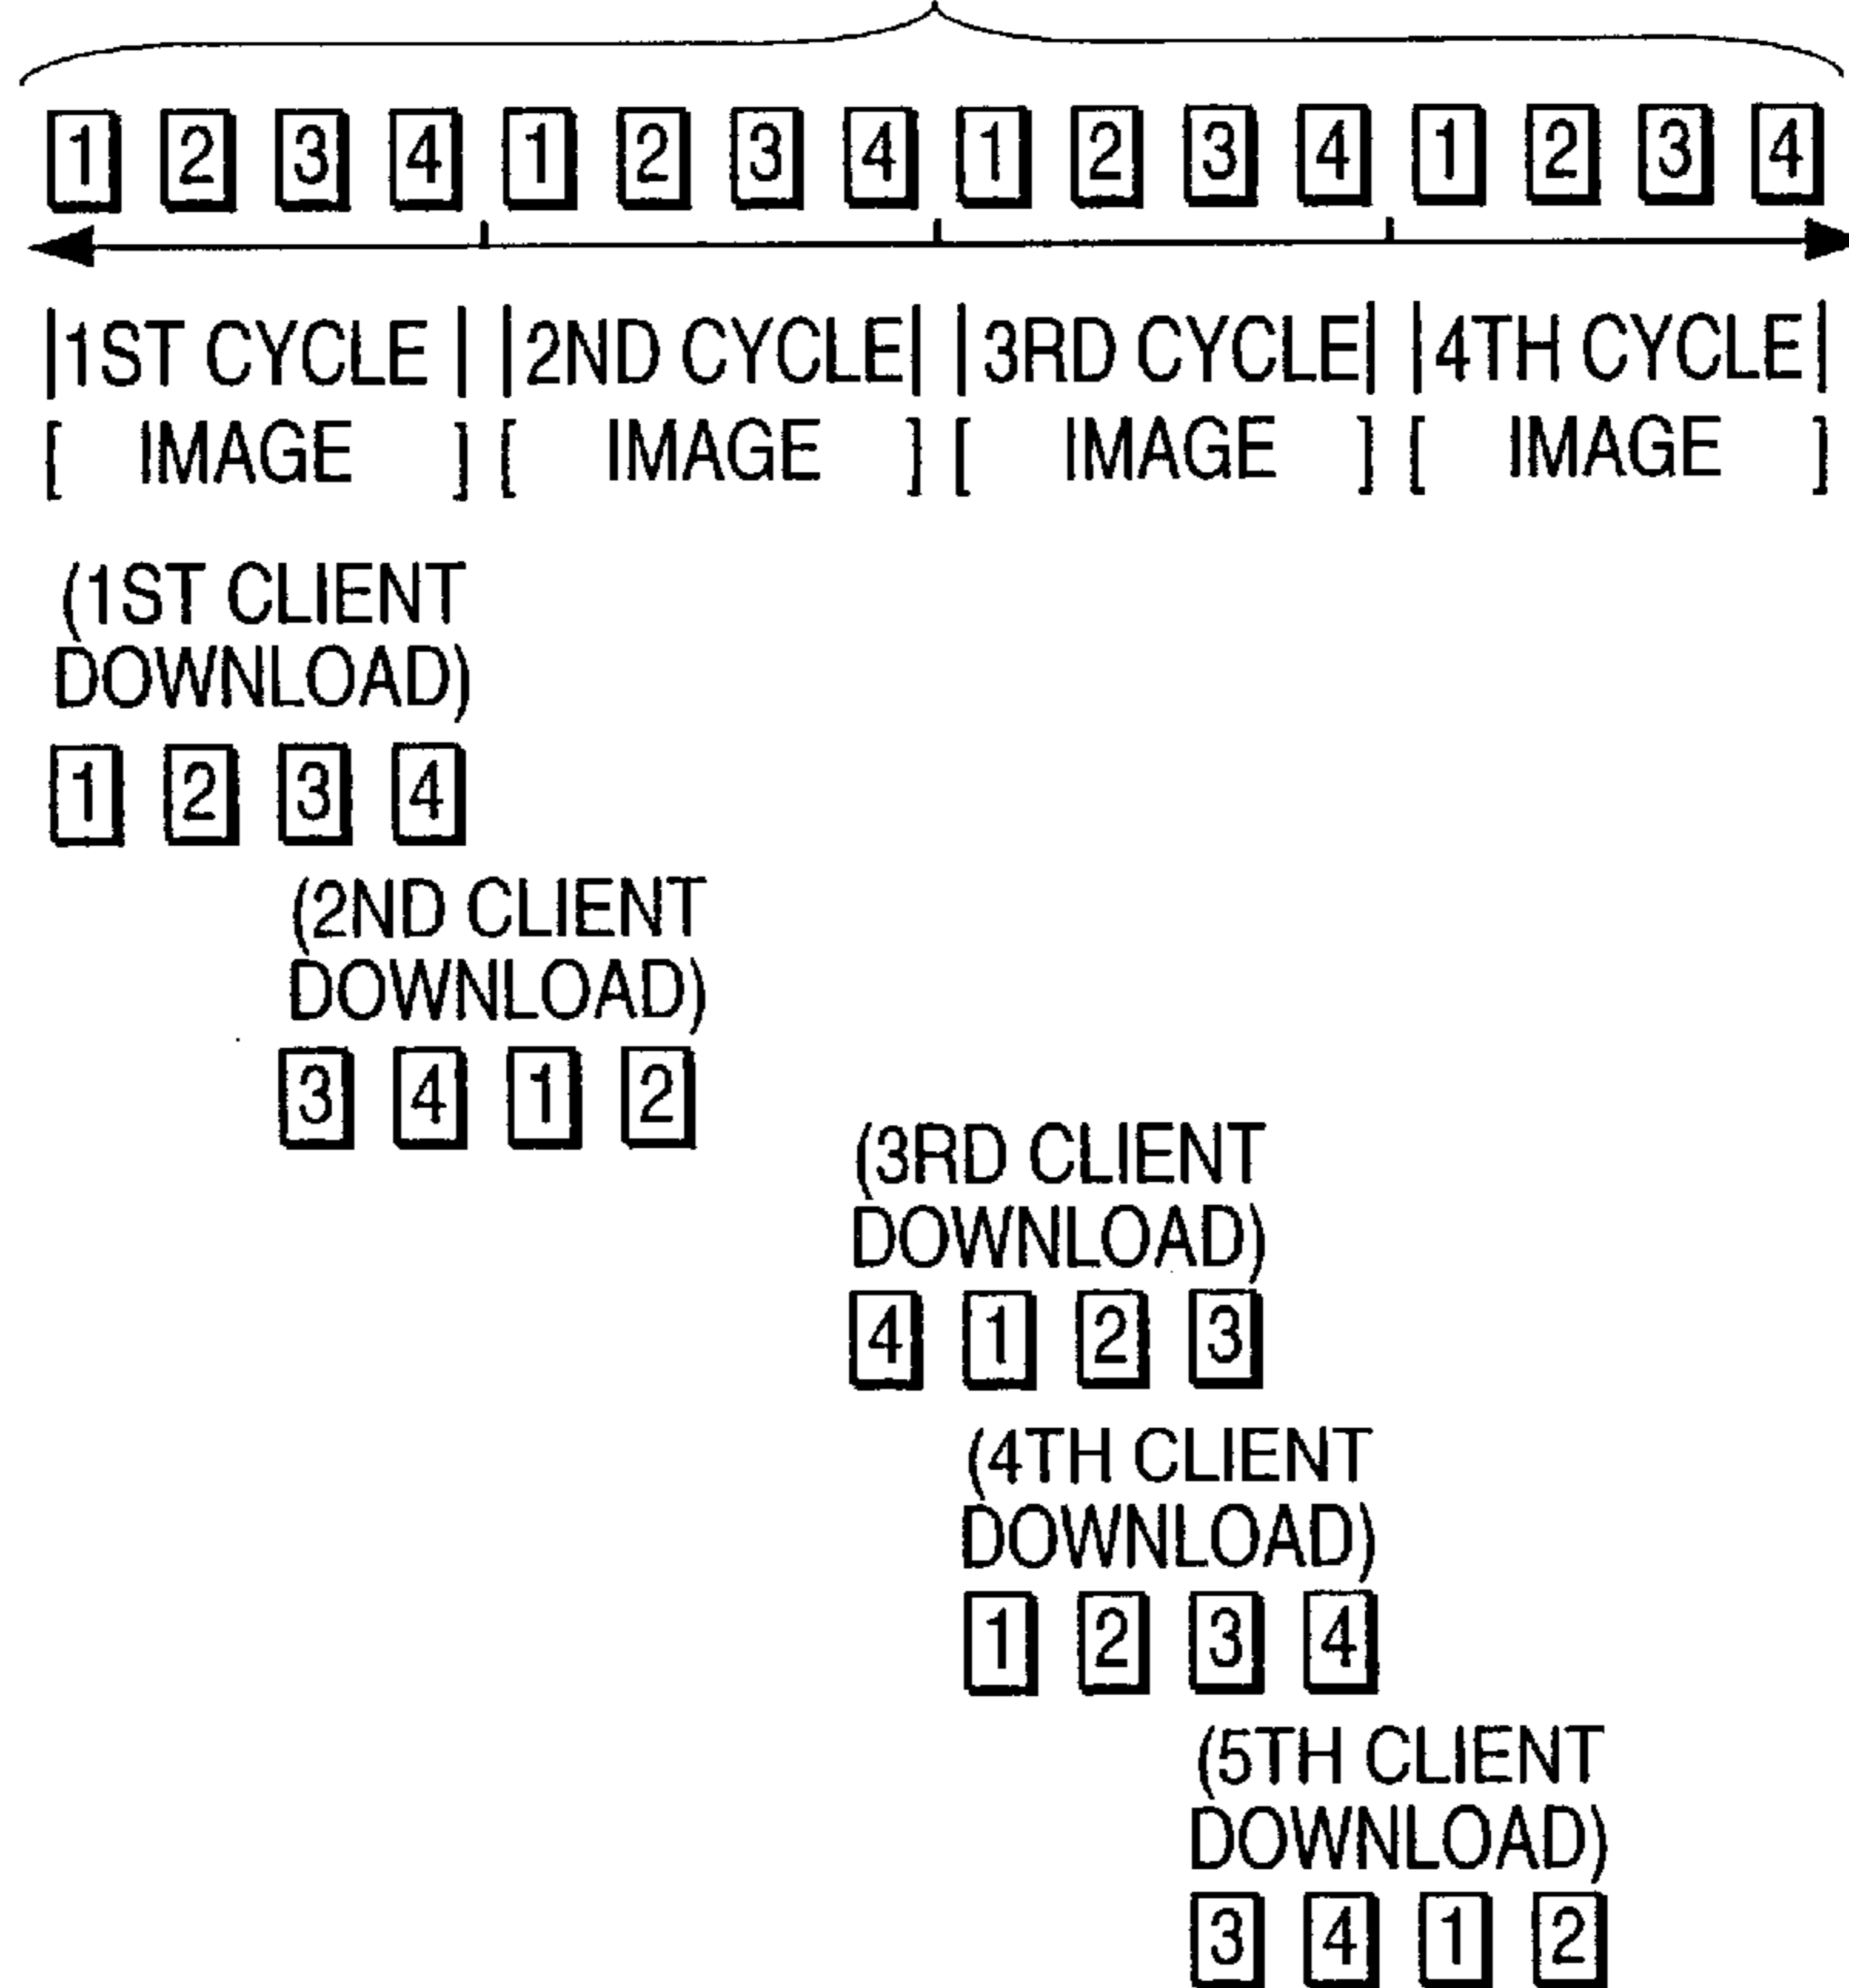 1 2 3 4 1 2 3 4 1 2 3 4 1 2 3 4
|1ST CYCLE| |2ND CYCLE| |3RD CYCLE| |4TH CYCLE|
[ IMAGE ] [ IMAGE ] [ IMAGE ] [ IMAGE ]
(1ST CLIENT
DOWNLOAD)
1 2 3 4
(2ND CLIENT
DOWNLOAD)
3 4 1 2
(3RD CLIENT
DOWNLOAD)
4 1 2 3
(4TH CLIENT
DOWNLOAD)
1 2 3 4
(5TH CLIENT
DOWNLOAD)
3 4 1 2